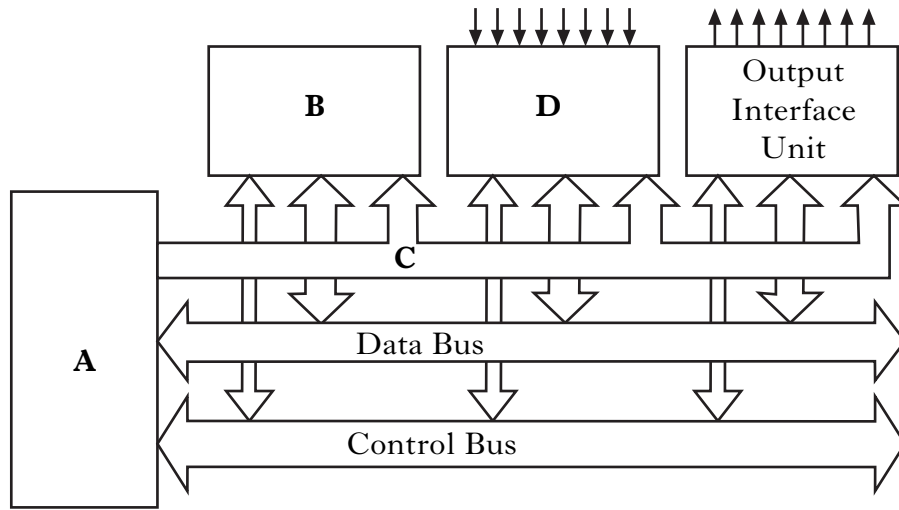 B
D
Output
Interface
Unit
C
A
Data Bus
Control Bus